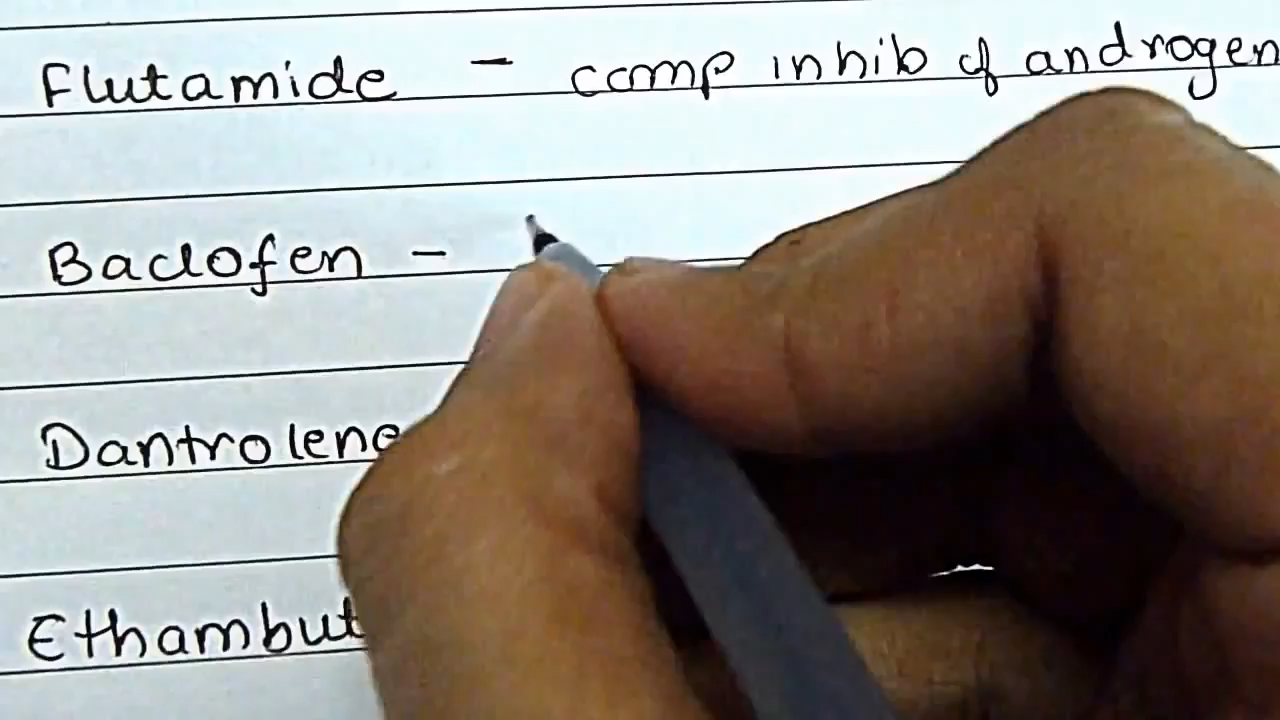 Flutamide - comp inhib of androgen
Baclofen -
Dantrolene
Ethambut